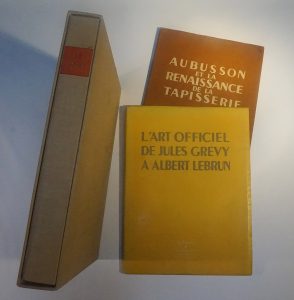 AUBUSSON
ET LA
RENAISSANCE
DE LA
TAPISSERIE
L'ART OFFICIEL
DE JULES GREVY
A ALBERT LEBRUN